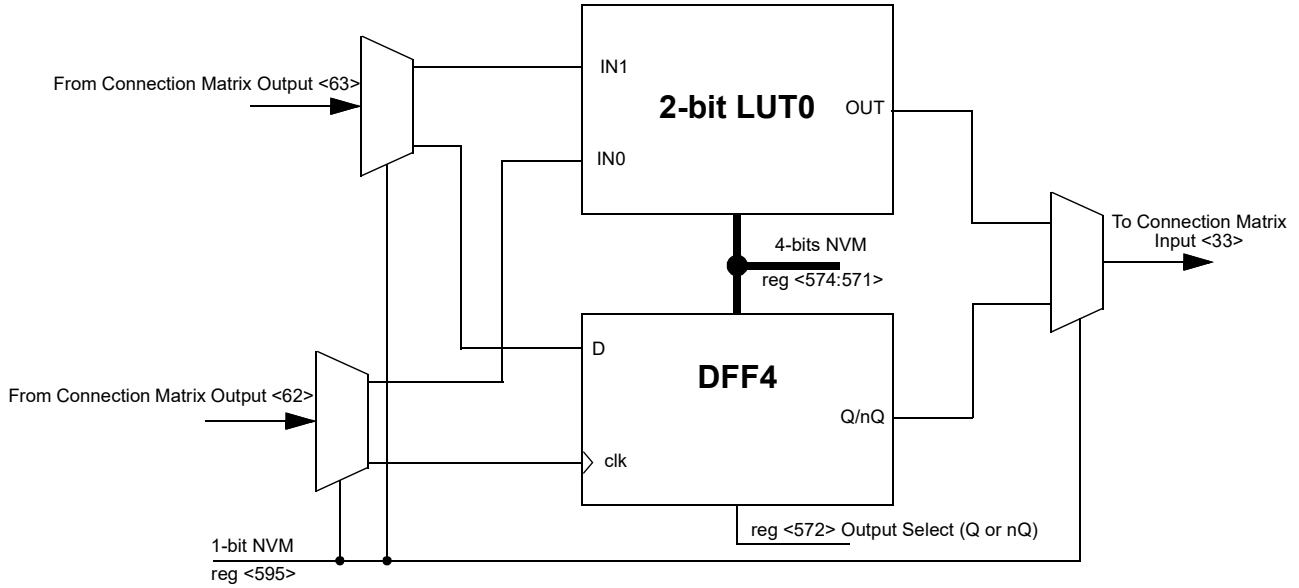 From Connection Matrix Output <63>
IN1
2-bit LUT0
OUT
IN0
To Connection Matrix
Input <33>
4-bits NVM
reg <574:571>
D
DFF4
From Connection Matrix Output <62>
Q/nQ
clk
reg <572> Output Select (Q or nQ)
1-bit NVM
reg <595>